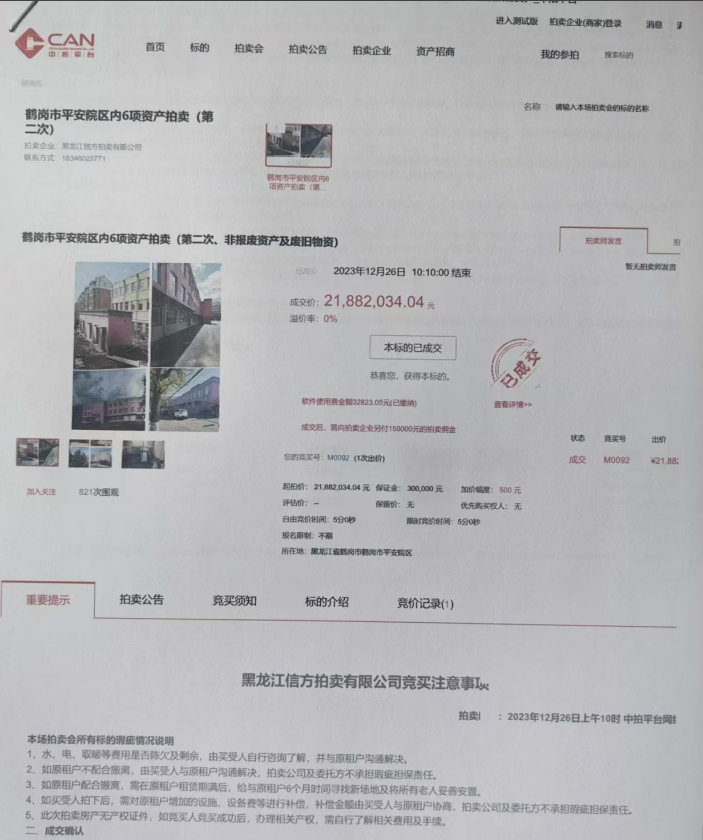 进入测试版 拍卖企业(商家)登录 消息
CAN
中拍平台
首页 标的 拍卖会 拍卖公告 拍卖企业 资产招商 我的参拍 搜索标的
鹤岗市平安院区内6项资产拍卖（第
二次）
拍卖企业 黑龙江信方拍卖有限公司
联系方式 18346025771
名称 请输入本场拍卖会的标的名称
鹤岗市平安院区内6
项资产拍卖（第...
鹤岗市平安院区内6项资产拍卖（第二次、非报废资产及废旧物资）
拍卖师发言 拍
暂无拍卖师发言
已成交 2023年12月26日 10:10:00 结束
成交价：21,882,034.04 元
溢价率：0%
本标的已成交
恭喜您，获得本标的。
已成交
查看详情>>
软件使用费金额32823.05元(已缴纳)
成交后，需向拍卖企业另付150000元的拍卖佣金
状态 竞买号 出价
成交 M0092 ¥21,88
您的竞买号：M0092 (1次出价)
起拍价：21,882,034.04 元 保证金：300,000 元 加价幅度：500 元
评估价：-- 保留价：无 优先购买权人：无
自由竞价时间：5分0秒 限时竞价时间：5分0秒
报名限制：不限
所在地：黑龙江省鹤岗市鹤岗市平安院区
加入关注 821次围观
重要提示 拍卖公告 竞买须知 标的介绍 竞价记录(1)
黑龙江信方拍卖有限公司竞买注意事项
拍卖 ：2023年12月26日上午10时 中拍平台网
本场拍卖会所有标的瑕疵情况说明
1、水、电、取暖等费用是否陈欠及剩余，由买受人自行咨询了解，并与原租户沟通解决。
2、如原租户不配合搬离，由买受人与原租户沟通解决，拍卖公司及委托方不承担瑕疵担保责任。
3、如原租户配合搬离，需在原租户租赁期满后，给与原租户6个月时间寻找新场地及将所有老人妥善安置。
4、如买受人拍下后，需对原租户增加的设施、设备费等进行补偿，补偿金额由买受人与原租户协商，拍卖公司及委托方不承担瑕疵担保责任。
5、此次拍卖房产无产权证件，如竞买人竞买成功后，办理相关产权，需自行了解相关费用及手续。
二、成交确认